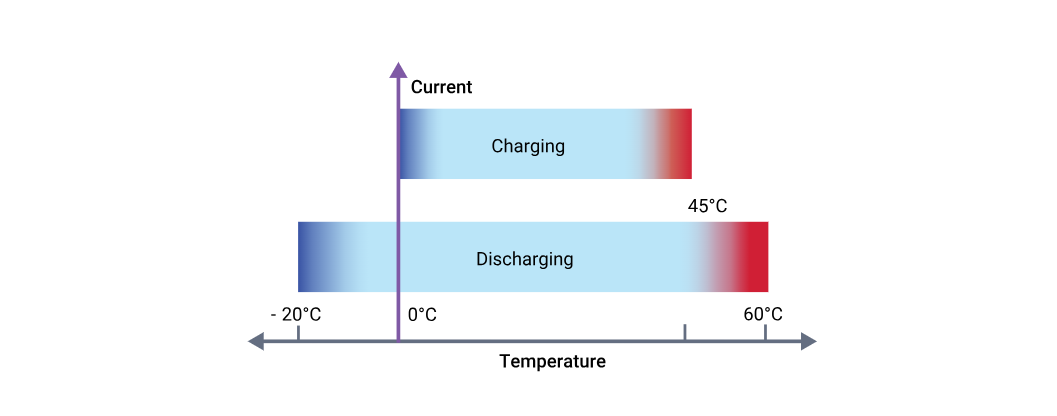 Current
Charging
45°C
Discharging
- 20°C
0°C
60°C
Temperature